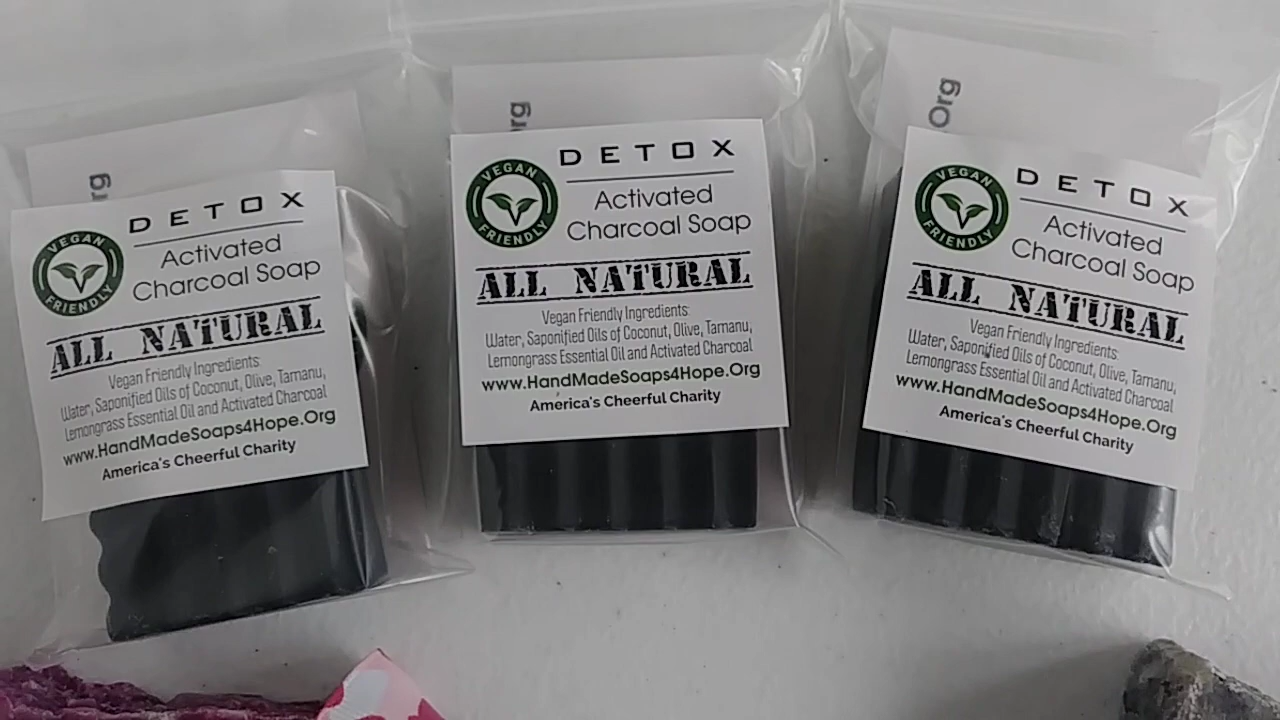 rg
DETOX
VEGAN
FRIENDLY
Activated
Charcoal Soap
ALL NATURAL
Vegan Friendly Ingredients
Water, Saponified Oils of Coconut, Olive, Tamanu,
Lemongrass Essential Oil and Activated Charcoal
www.HandMadeSoaps4Hope.Org
America's Cheerful Charity
rg
DETOX
VEGAN
FRIENDLY
Activated
Charcoal Soap
ALL NATURAL
Vegan Friendly Ingredients:
Water, Saponified Oils of Coconut, Olive, Tamanu,
Lemongrass Essential Oil and Activated Charcoal
www.HandMadeSoaps4Hope.Org
America's Cheerful Charity
Org
DETOX
VEGAN
FRIENDLY
Activated
Charcoal Soap
ALL NATURAL
Vegan Friendly Ingredients
Water, Saponified Oils of Coconut, Olive, Tamanu,
Lemongrass Essential Oil and Activated Charcoal
www.HandMadeSoaps4Hope.Org
America's Cheerful Charity